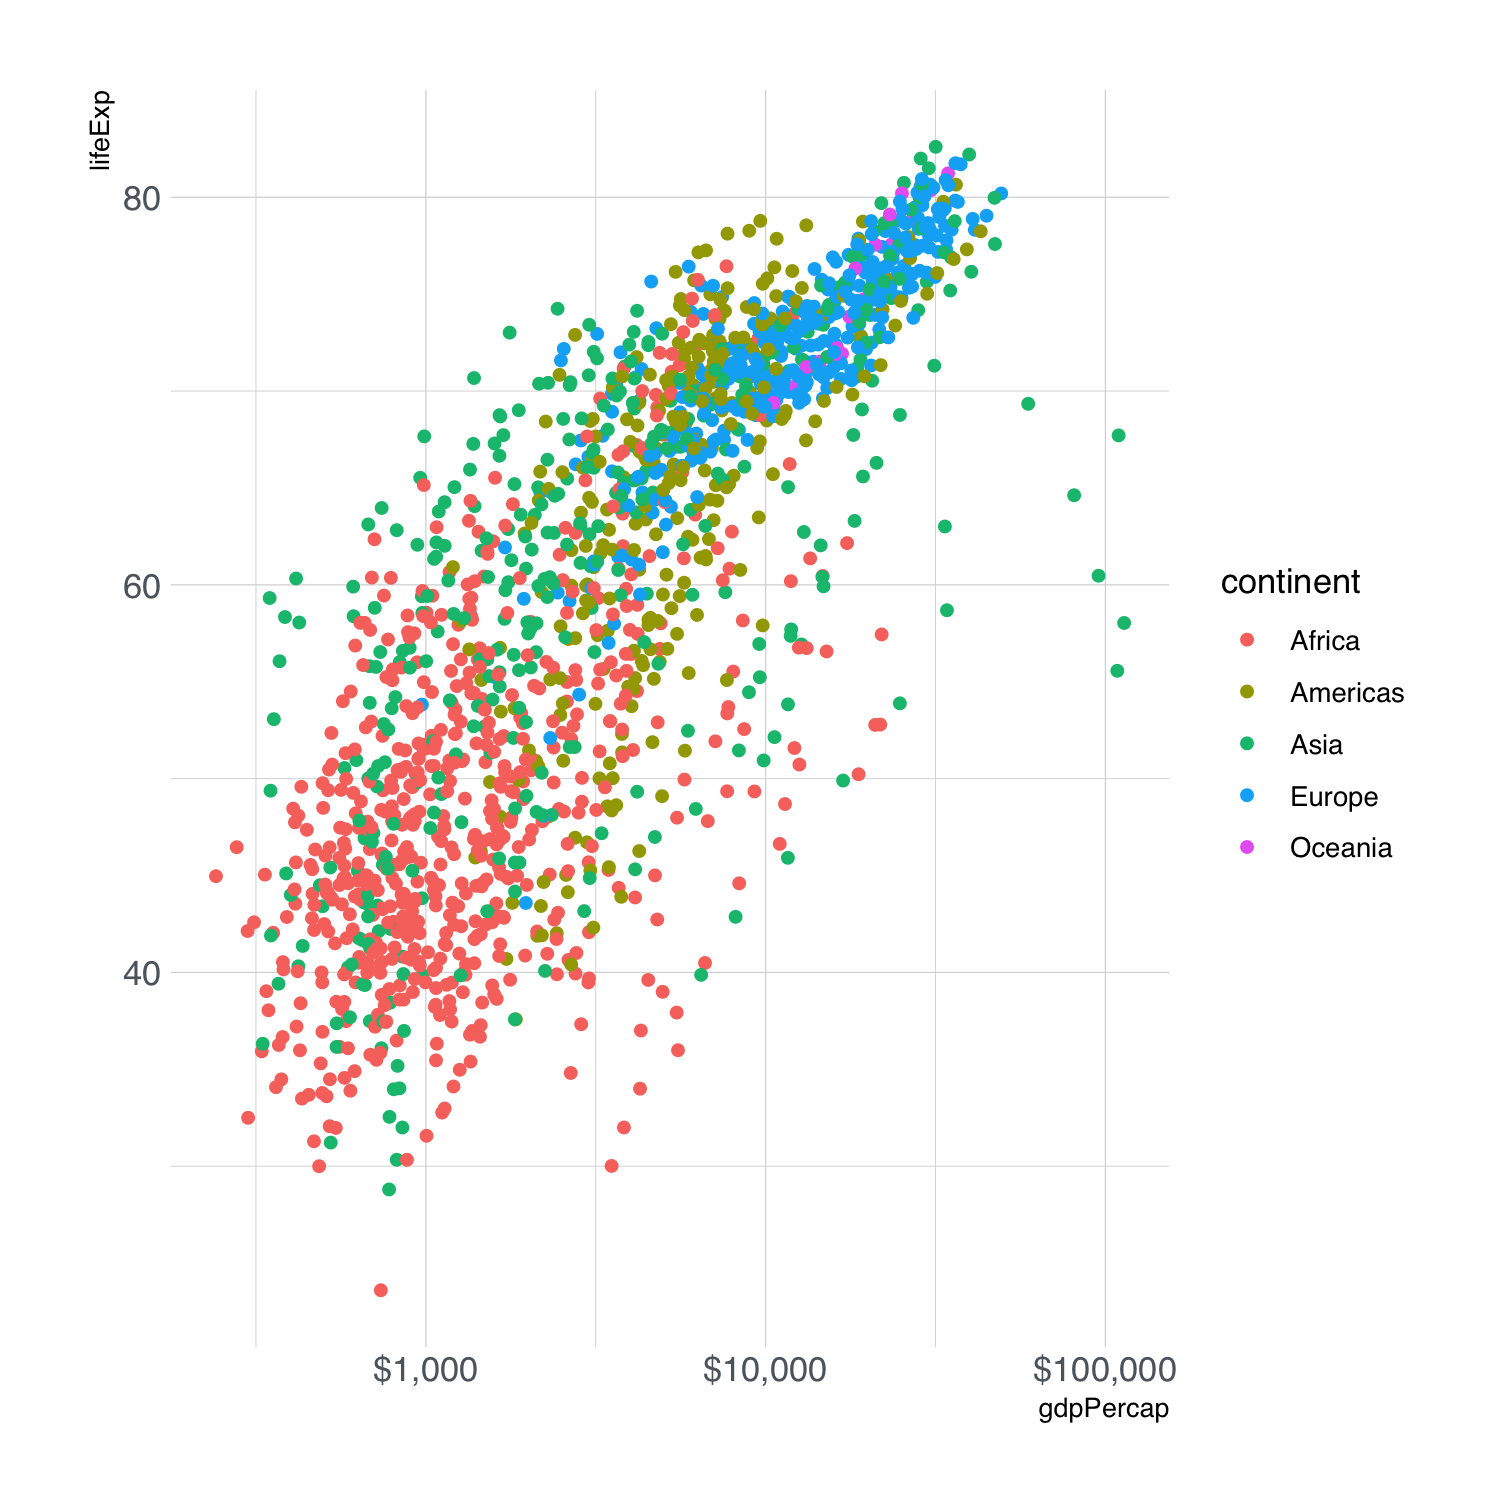 lifeExp
80
60
40
$1,000
$10,000
$100,000
gdpPercap
continent
Africa
Americas
Asia
Europe
Oceania